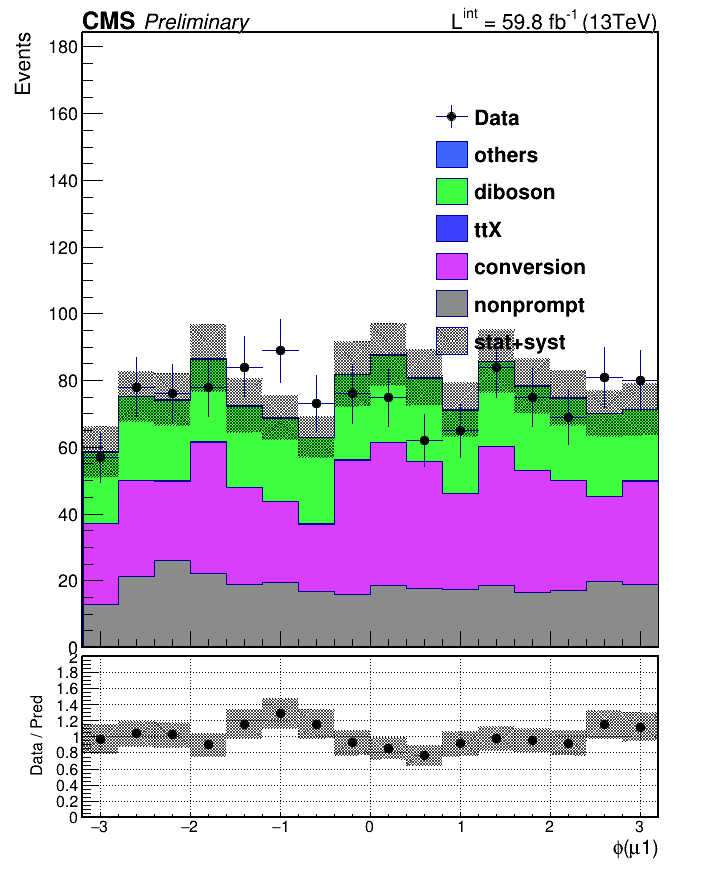 CMS Preliminary
L^int = 59.8 fb^-1 (13TeV)
Events
180
160
140
120
100
80
60
40
20
0
Data
others
diboson
ttX
conversion
nonprompt
stat+syst
Data / Pred
2
1.8
1.6
1.4
1.2
1
0.8
0.6
0.4
0.2
0
−3 −2 −1 0 1 2 3
ϕ(μ1)